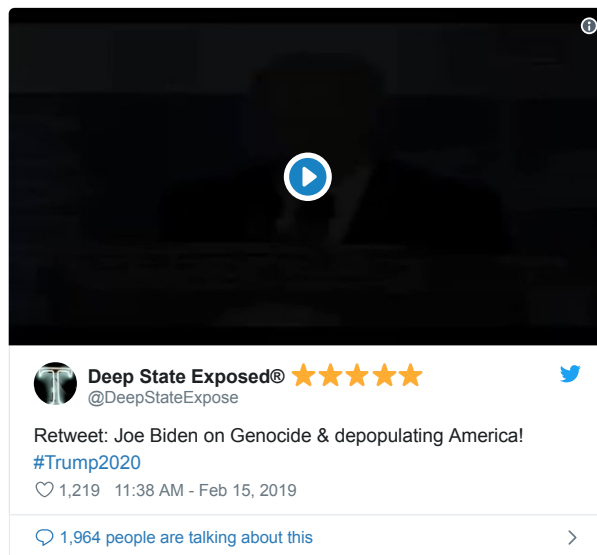 Deep State Exposed® ⭐⭐⭐⭐⭐
@DeepStateExpose
Retweet: Joe Biden on Genocide & depopulating America!
#Trump2020
1,219 11:38 AM - Feb 15, 2019
1,964 people are talking about this